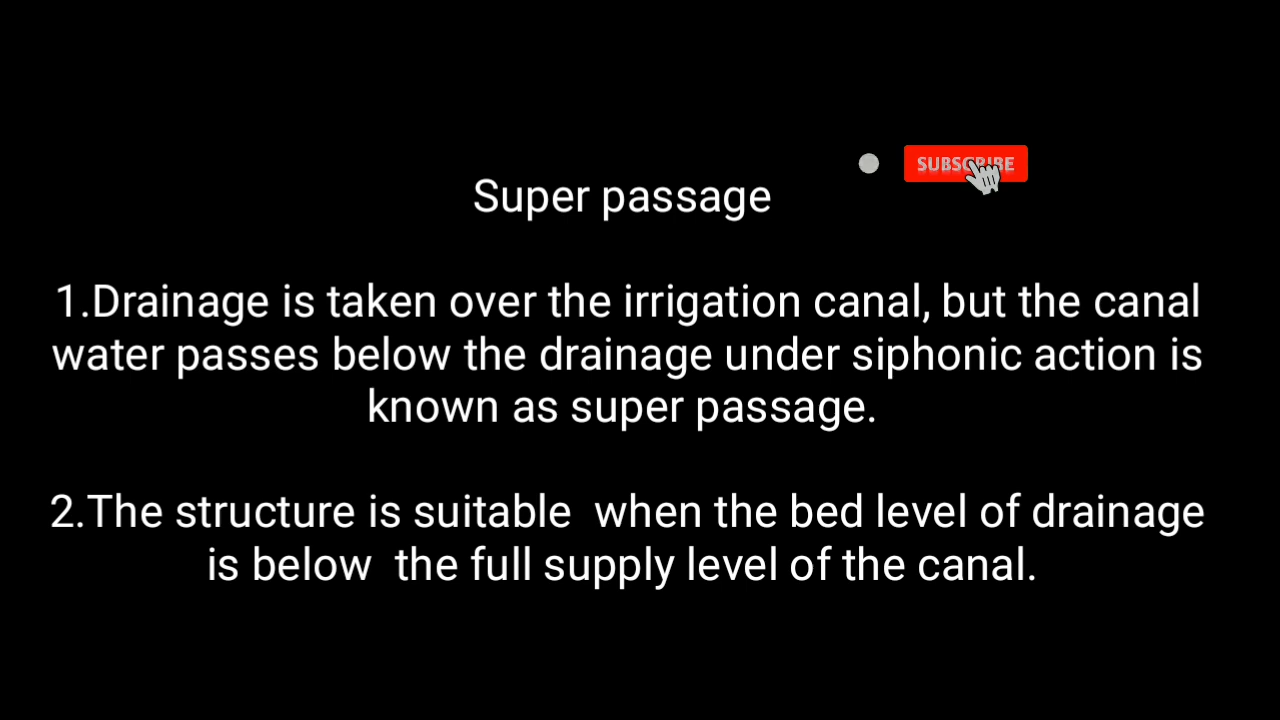 SUBSCRIBE
Super passage
1.Drainage is taken over the irrigation canal, but the canal
water passes below the drainage under siphonic action is
known as super passage.
2.The structure is suitable  when the bed level of drainage
is below  the full supply level of the canal.